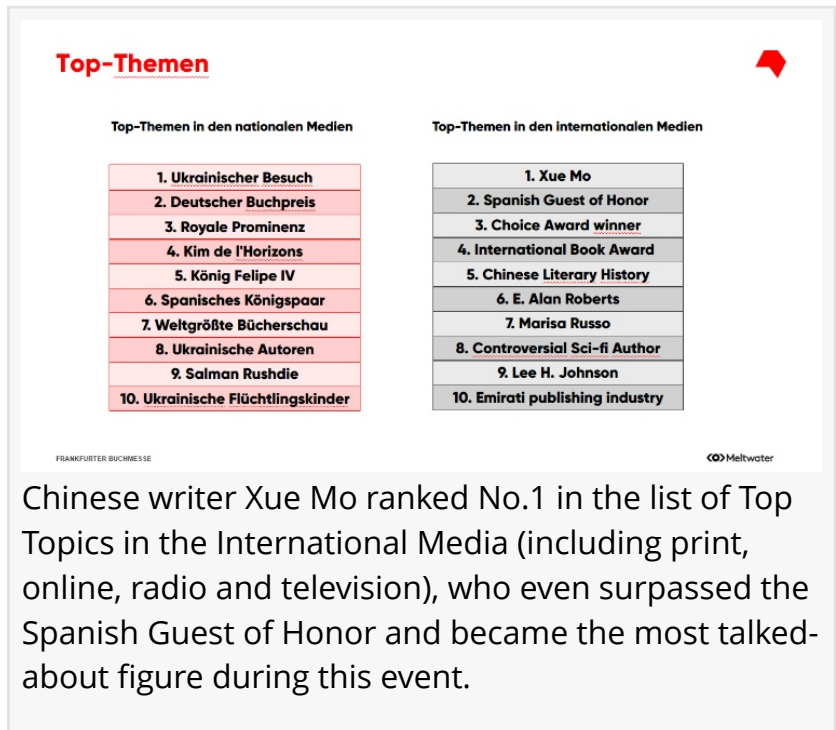 Top-Themen
Top-Themen in den nationalen Medien
1. Ukrainischer Besuch
2. Deutscher Buchpreis
3. Royale Prominenz
4. Kim de l'Horizons
5. König Felipe IV
6. Spanisches Königspaar
7. Weltgrößte Bücherschau
8. Ukrainische Autoren
9. Salman Rushdie
10. Ukrainische Flüchtlingskinder
Top-Themen in den internationalen Medien
1. Xue Mo
2. Spanish Guest of Honor
3. Choice Award winner
4. International Book Award
5. Chinese Literary History
6. E. Alan Roberts
7. Marisa Russo
8. Controversial Sci-fi Author
9. Lee H. Johnson
10. Emirati publishing industry
FRANKFURTER BUCHMESSE
Meltwater
Chinese writer Xue Mo ranked No.1 in the list of Top
Topics in the International Media (including print,
online, radio and television), who even surpassed the
Spanish Guest of Honor and became the most talked-
about figure during this event.